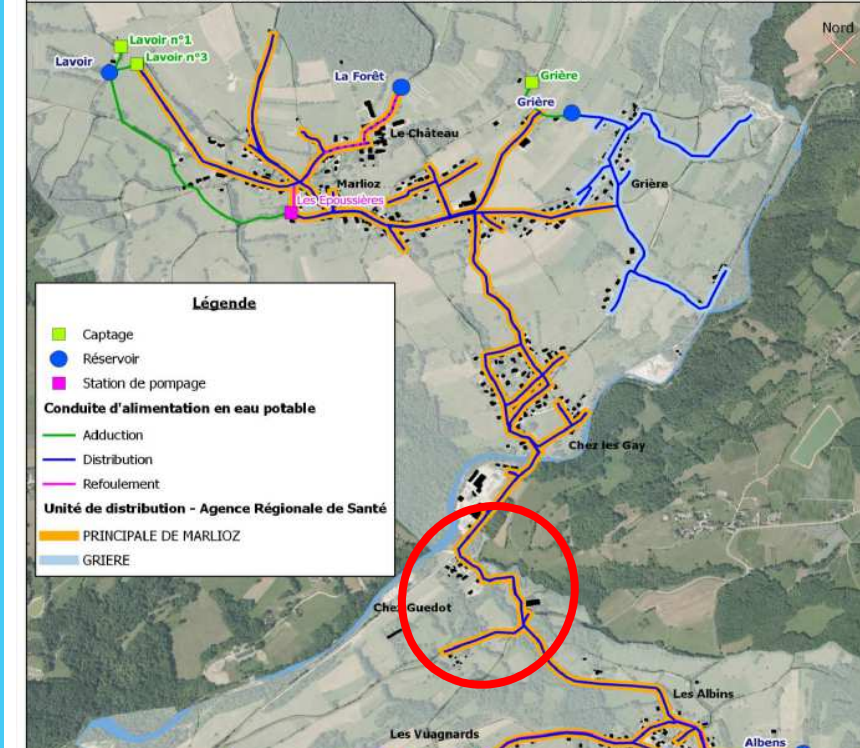 Nord
Lavoir n°1
Lavoir n°3
Lavoir
La Forêt
Grière
Grière
Le Château
Marlioz
Grière
Les Epoussières
Légende
Captage
Réservoir
Station de pompage
Conduite d'alimentation en eau potable
Adduction
Distribution
Refoulement
Unité de distribution - Agence Régionale de Santé
PRINCIPALE DE MARLIOZ
GRIERE
Chez les Gay
Chez Guedot
Les Albins
Les Vuagnards
Albens